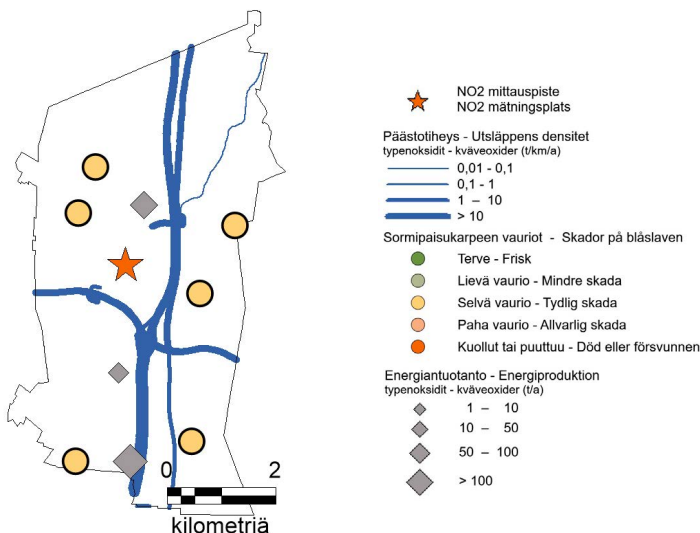 NO2 mittauspiste
NO2 mätningsplats
Päästotiheys - Utsläppens densitet
typenoksidit - kväveoxider (t/km/a)
0,01 - 0,1
0,1 - 1
1 – 10
> 10
Sormipaisukarpeen vauriot - Skador på blåslaven
Terve - Frisk
Lievä vaurio - Mindre skada
Selvä vaurio - Tydlig skada
Paha vaurio - Allvarlig skada
Kuollut tai puuttuu - Död eller försvunnen
Energiantuotanto - Energiproduktion
typenoksidit - kväveoxider (t/a)
1 – 10
10 – 50
50 – 100
> 100
0 2
kilometriä